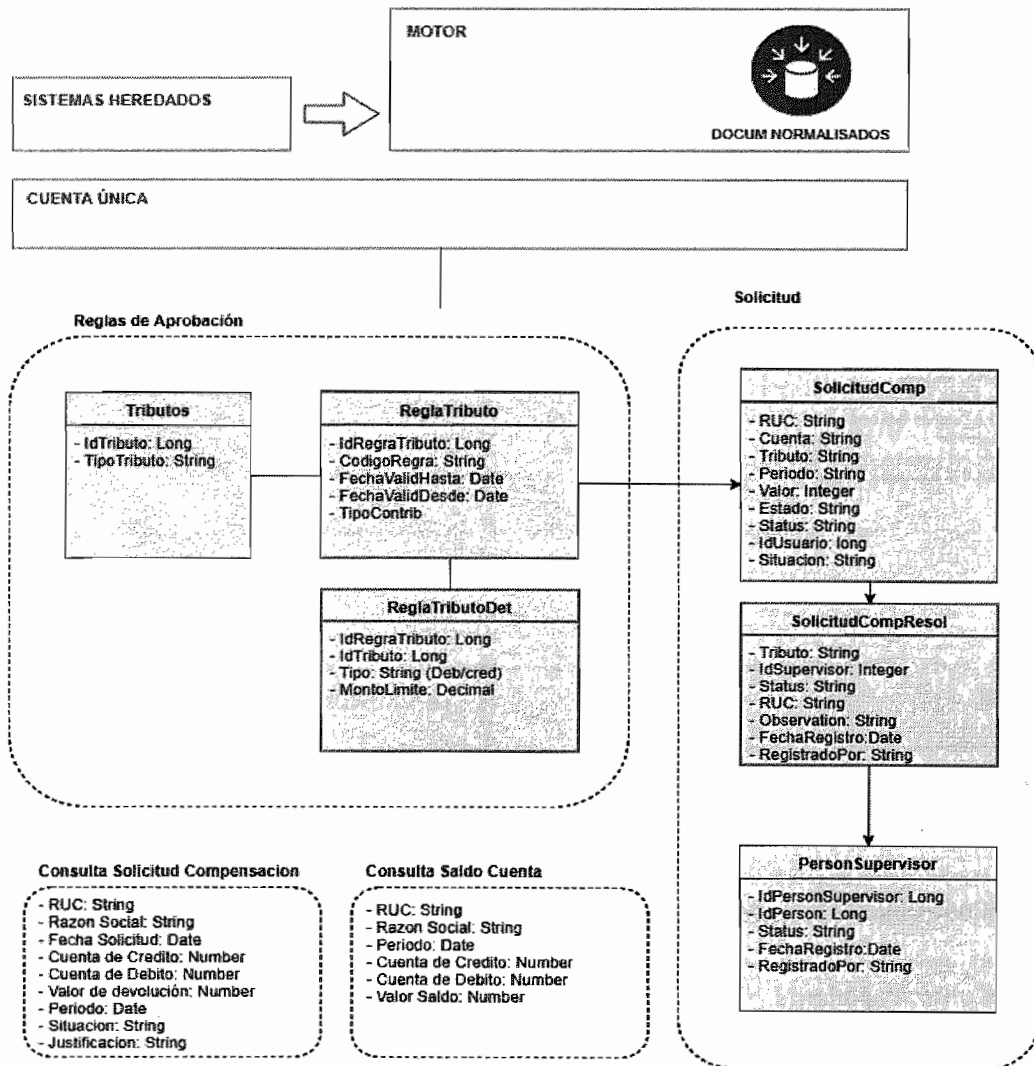 MOTOR
SISTEMAS HEREDADOS
DOCUM NORMALISADOS
CUENTA ÚNICA
Reglas de Aprobación
Tributos
- IdTributo: Long
- TipoTributo: String
ReglaTributo
- IdRegraTributo: Long
- CodigoRegra: String
- FechaValidHasta: Date
- FechaValidDesde: Date
- TipoContrib
ReglaTributoDet
- IdRegraTributo: Long
- IdTributo: Long
- Tipo: String (Deb/cred)
- MontoLimite: Decimal
Solicitud
SolicitudComp
- RUC: String
- Cuenta: String
- Tributo: String
- Periodo: String
- Valor: Integer
- Estado: String
- Status: String
- IdUsuario: long
- Situacion: String
SolicitudCompResol
- Tributo: String
- IdSupervisor: Integer
- Status: String
- RUC: String
- Observation: String
- FechaRegistro:Date
- RegistradoPor: String
PersonSupervisor
- IdPersonSupervisor: Long
- IdPerson: Long
- Status: String
- FechaRegistro:Date
- RegistradoPor: String
Consulta Solicitud Compensacion
- RUC: String
- Razon Social: String
- Fecha Solicitud: Date
- Cuenta de Credito: Number
- Cuenta de Debito: Number
- Valor de devolución: Number
- Periodo: Date
- Situacion: String
- Justificacion: String
Consulta Saldo Cuenta
- RUC: String
- Razon Social: String
- Periodo: Date
- Cuenta de Credito: Number
- Cuenta de Debito: Number
- Valor Saldo: Number